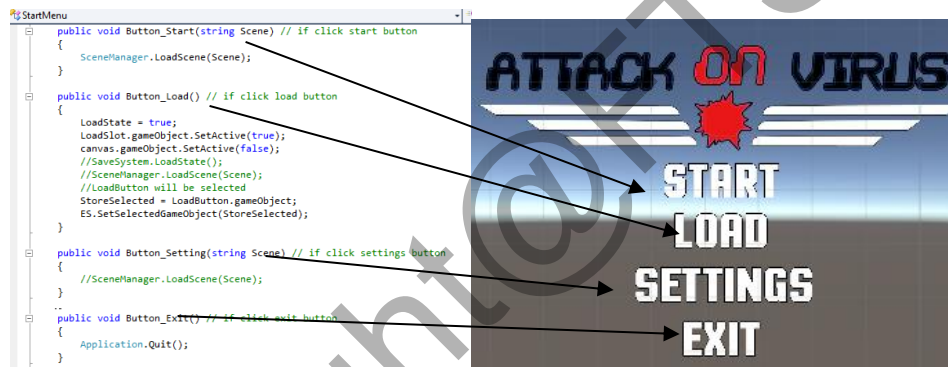 StartMenu
public void Button_Start(string Scene) // if click start button
{
SceneManager.LoadScene(Scene);
}
public void Button_Load() // if click load button
{
LoadState = true;
LoadSlot.gameObject.SetActive(true);
canvas.gameObject.SetActive(false);
//SaveSystem.LoadState();
//SceneManager.LoadScene(Scene);
//LoadButton will be selected
StoreSelected = LoadButton.gameObject;
ES.SetSelectedGameObject(StoreSelected);
}
public void Button_Setting(string Scene) // if click settings button
{
//SceneManager.LoadScene(Scene);
}
public void Button_Exit() // if click exit button
{
Application.Quit();
}
ATTACK ON VIRUS
START
LOAD
SETTINGS
EXIT